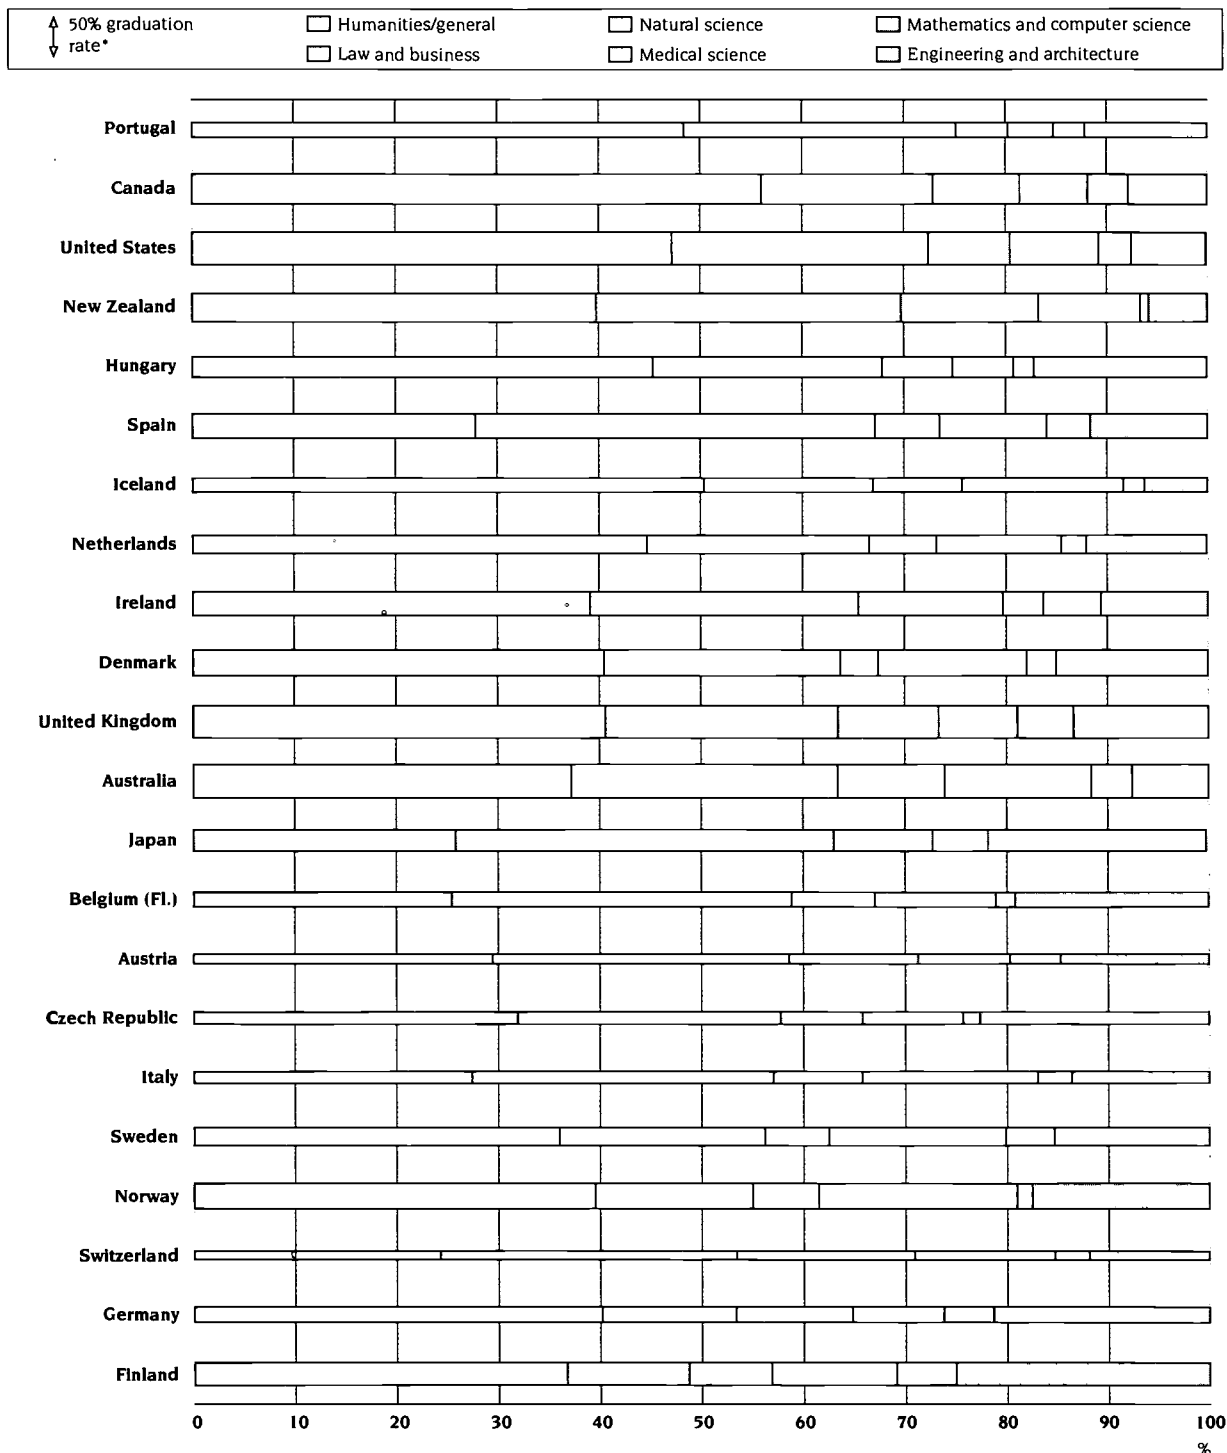 50% graduation
rate*
Humanities/general
Law and business
Natural science
Medical science
Mathematics and computer science
Engineering and architecture
Portugal
Canada
United States
New Zealand
Hungary
Spain
Iceland
Netherlands
Ireland
Denmark
United Kingdom
Australia
Japan
Belgium (Fl.)
Austria
Czech Republic
Italy
Sweden
Norway
Switzerland
Germany
Finland
0 10 20 30 40 50 60 70 80 90 100
%